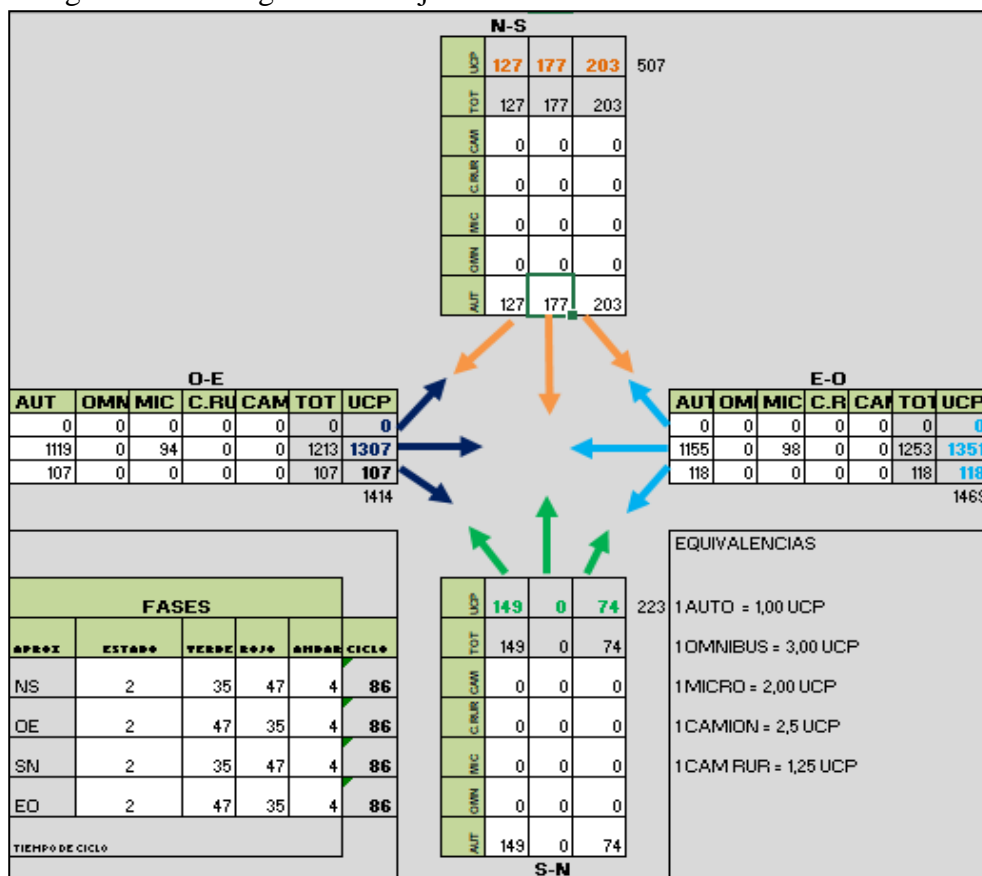 N-S
UCP 127 177 203 507
TOT 127 177 203
CAM 0 0 0
C.RUR 0 0 0
MIC 0 0 0
OMN 0 0 0
AUT 127 177 203
O-E
AUT OMN MIC C.RU CAM TOT UCP
0 0 0 0 0 0 0
1119 0 94 0 0 1213 1307
107 0 0 0 0 107 107
1414
E-O
AUT OMI MIC C.R CAI TOT UCP
0 0 0 0 0 0 0
1155 0 98 0 0 1253 1351
118 0 0 0 0 118 118
1469
FASES
APROX ESTADO VERDE ROJO AMBAR CICLO
NS 2 35 47 4 86
OE 2 47 35 4 86
SN 2 35 47 4 86
EO 2 47 35 4 86
TIEMPO DE CICLO
UCP 149 0 74 223
TOT 149 0 74
CAM 0 0 0
C.RUR 0 0 0
MIC 0 0 0
OMN 0 0 0
AUT 149 0 74
S-N
EQUIVALENCIAS
1 AUTO = 1,00 UCP
1 OMNIBUS = 3,00 UCP
1 MICRO = 2,00 UCP
1 CAMION = 2,5 UCP
1 CAM RUR = 1,25 UCP